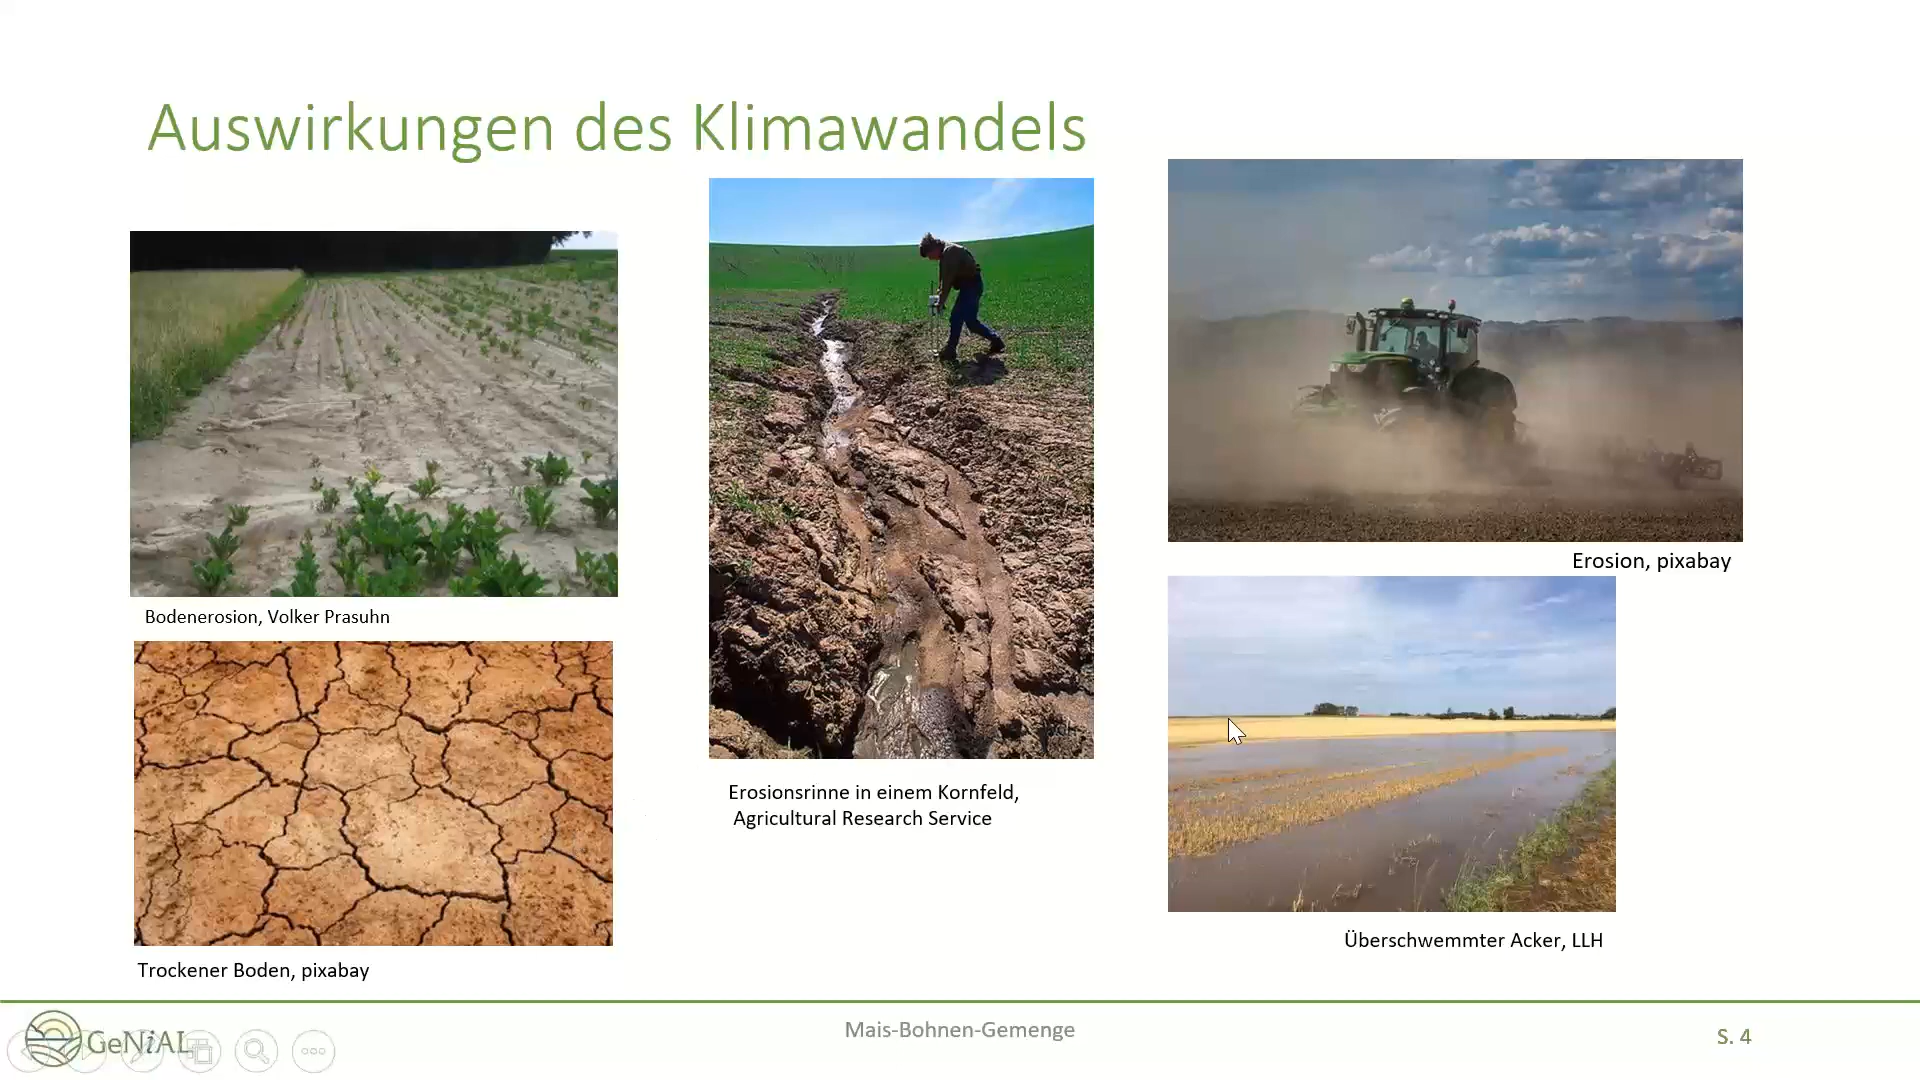 Auswirkungen des Klimawandels
Bodenerosion, Volker Prasuhn
Trockener Boden, pixabay
Erosionsrinne in einem Kornfeld,
Agricultural Research Service
Erosion, pixabay
Überschwemmter Acker, LLH
GeNiAL
Mais-Bohnen-Gemenge
S. 4